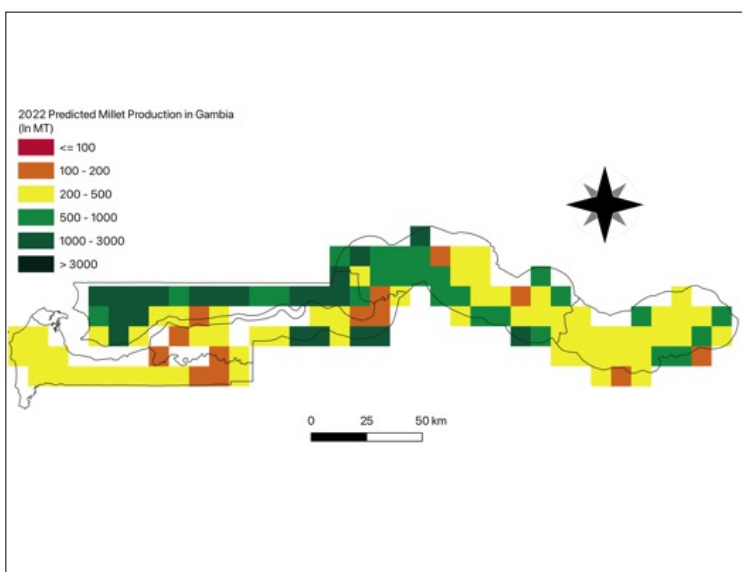 2022 Predicted Millet Production in Gambia
(In MT)
<= 100
100 - 200
200 - 500
500 - 1000
1000 - 3000
> 3000
0 25 50 km